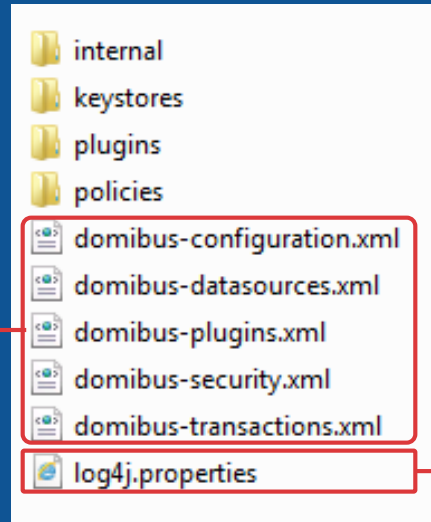 internal
keystores
plugins
policies
domibus-configuration.xml
domibus-datasources.xml
domibus-plugins.xml
domibus-security.xml
domibus-transactions.xml
log4j.properties